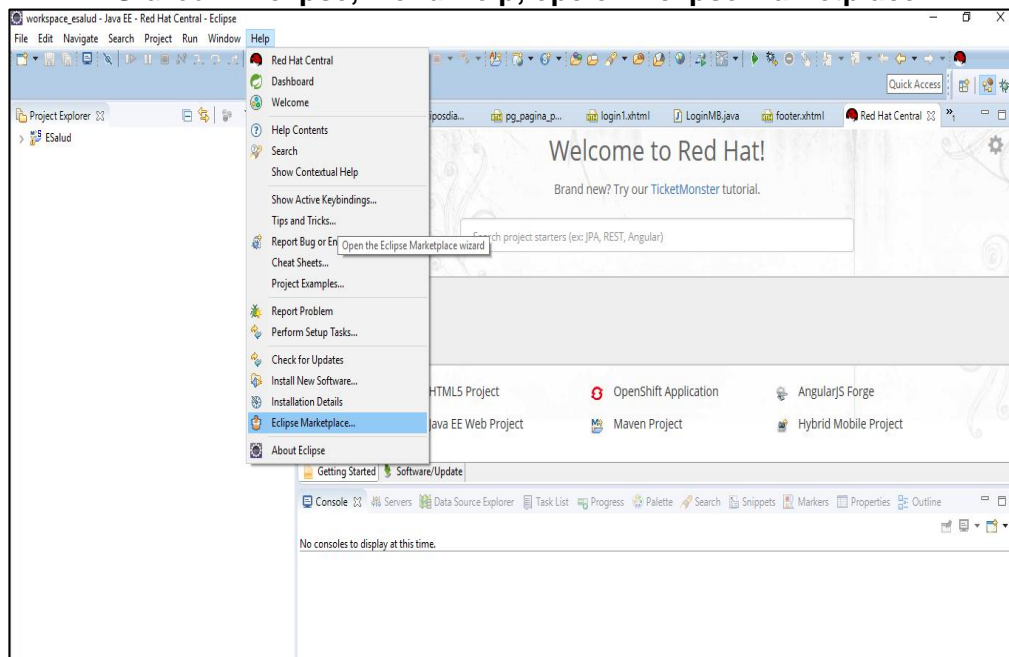 workspace_esalud - Java EE - Red Hat Central - Eclipse
File Edit Navigate Search Project Run Window Help
Quick Access
Project Explorer
ESalud
Red Hat Central
Dashboard
Welcome
Help Contents
Search
Show Contextual Help
Show Active Keybindings...
Tips and Tricks...
Report Bug or En
Open the Eclipse Marketplace wizard
Cheat Sheets...
Project Examples...
Report Problem
Perform Setup Tasks...
Check for Updates
Install New Software...
Installation Details
Eclipse Marketplace...
About Eclipse
iposdia... pg_pagina_p... login1.xhtml LoginMB.java footer.xhtml Red Hat Central
Welcome to Red Hat!
Brand new? Try our TicketMonster tutorial.
Search project starters (ex: JPA, REST, Angular)
HTML5 Project OpenShift Application AngularJS Forge
Java EE Web Project Maven Project Hybrid Mobile Project
Getting Started Software/Update
Console Servers Data Source Explorer Task List Progress Palette Search Snippets Markers Properties Outline
No consoles to display at this time.